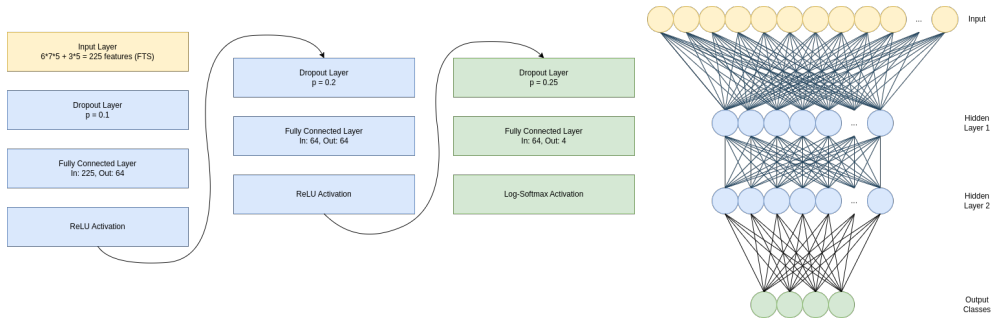 Input Layer
6*7*5 + 3*5 = 225 features (FTS)
Dropout Layer
p = 0.1
Fully Connected Layer
In: 225, Out: 64
ReLU Activation
Dropout Layer
p = 0.2
Fully Connected Layer
In: 64, Out: 64
ReLU Activation
Dropout Layer
p = 0.25
Fully Connected Layer
In: 64, Out: 4
Log-Softmax Activation
...
Input
...
Hidden
Layer 1
...
Hidden
Layer 2
Output
Classes